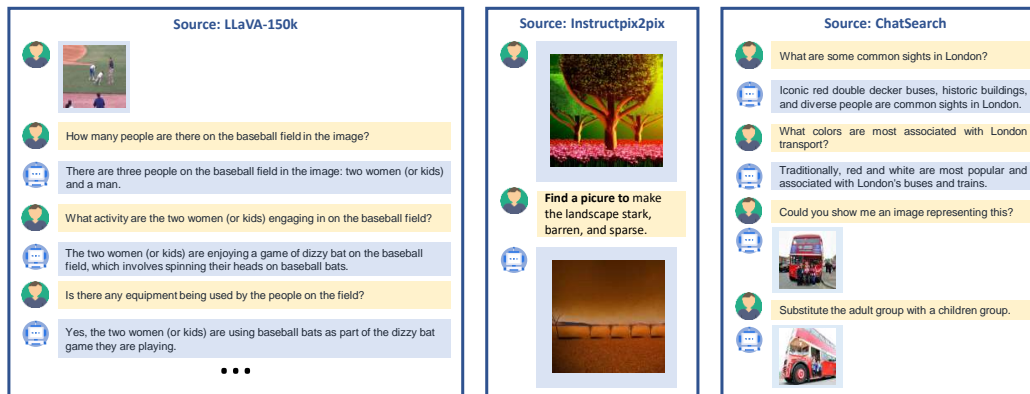 Source: LLaVA-150k
How many people are there on the baseball field in the image?
There are three people on the baseball field in the image: two women (or kids)
and a man.
What activity are the two women (or kids) engaging in on the baseball field?
The two women (or kids) are enjoying a game of dizzy bat on the baseball
field, which involves spinning their heads on baseball bats.
Is there any equipment being used by the people on the field?
Yes, the two women (or kids) are using baseball bats as part of the dizzy bat
game they are playing.
•••
Source: Instructpix2pix
Find a picure to make
the landscape stark,
barren, and sparse.
Source: ChatSearch
What are some common sights in London?
Iconic red double decker buses, historic buildings,
and diverse people are common sights in London.
What colors are most associated with London
transport?
Traditionally, red and white are most popular and
associated with London's buses and trains.
Could you show me an image representing this?
Substitute the adult group with a children group.